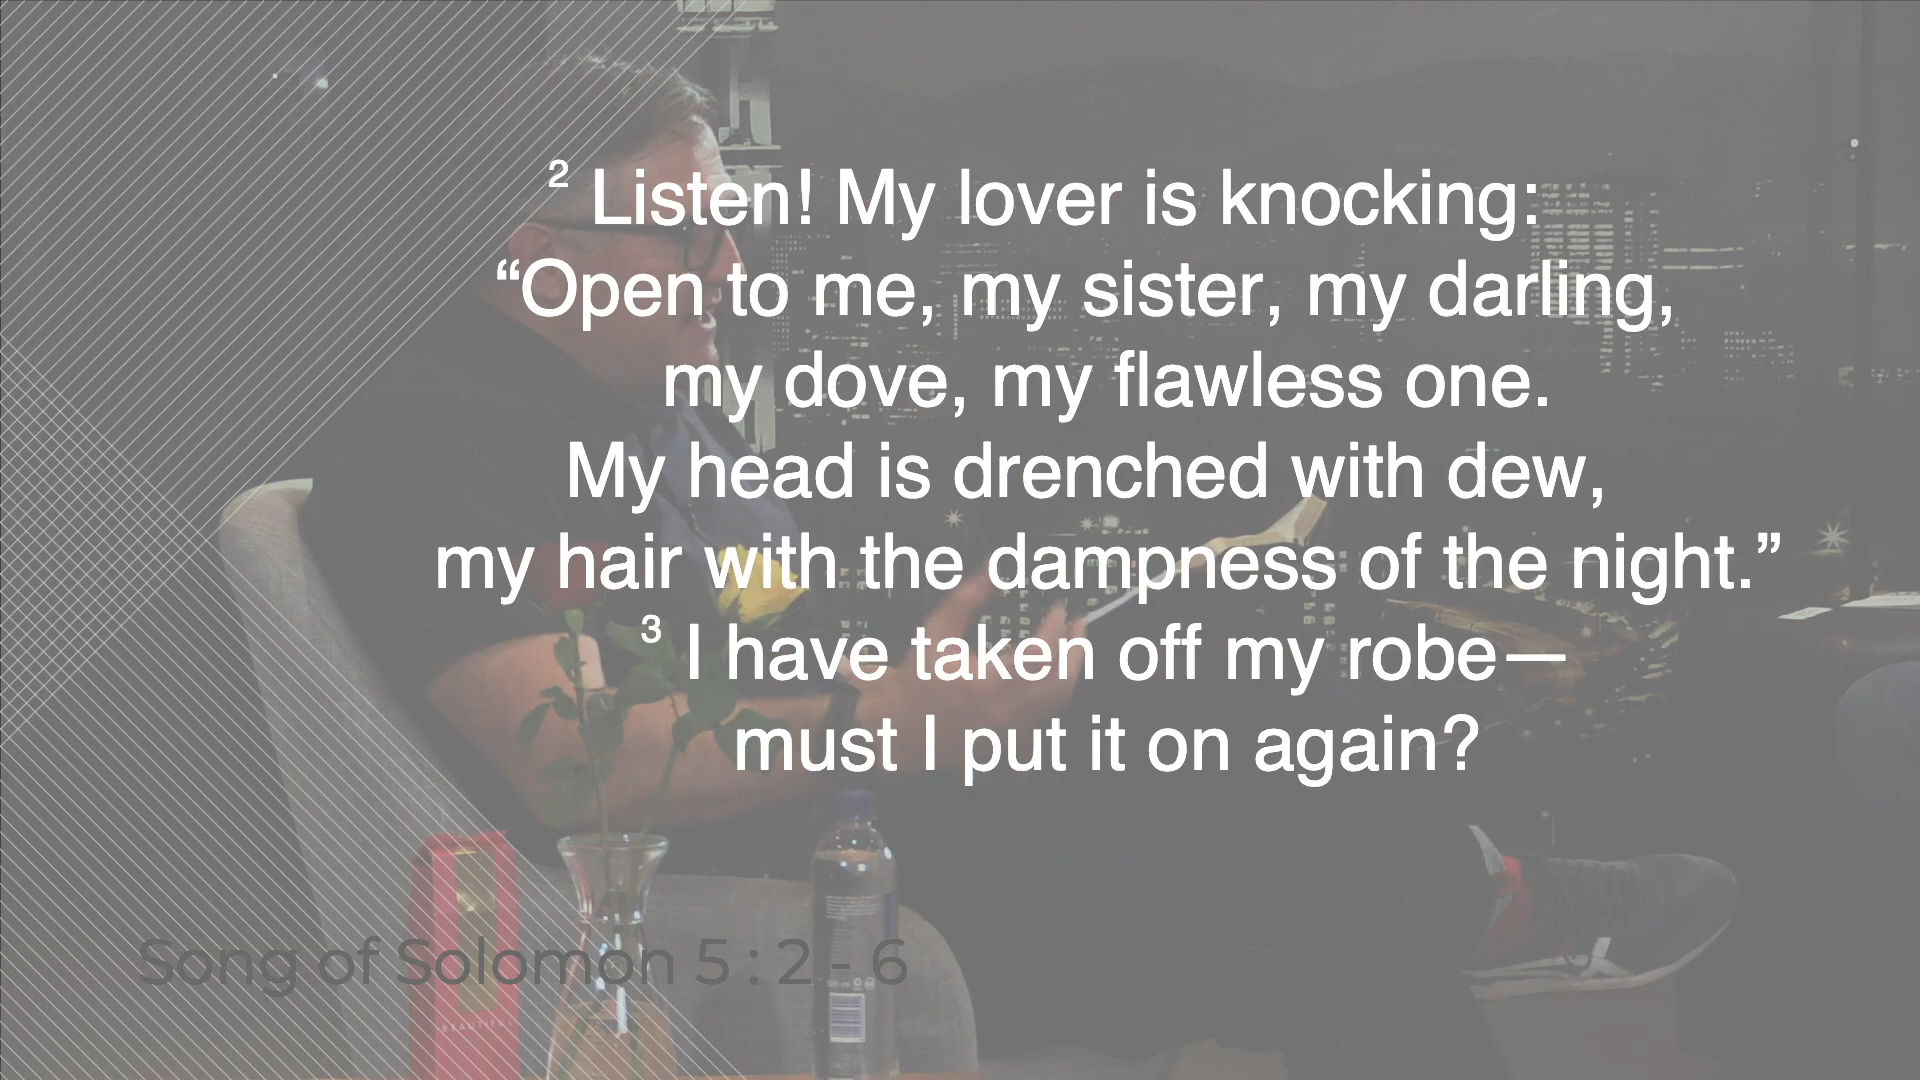 ² Listen! My lover is knocking:
“Open to me, my sister, my darling,
my dove, my flawless one.
My head is drenched with dew,
my hair with the dampness of the night.”
³ I have taken off my robe—
must I put it on again?
Song of Solomon 5:2-6
BEAUTIFUL